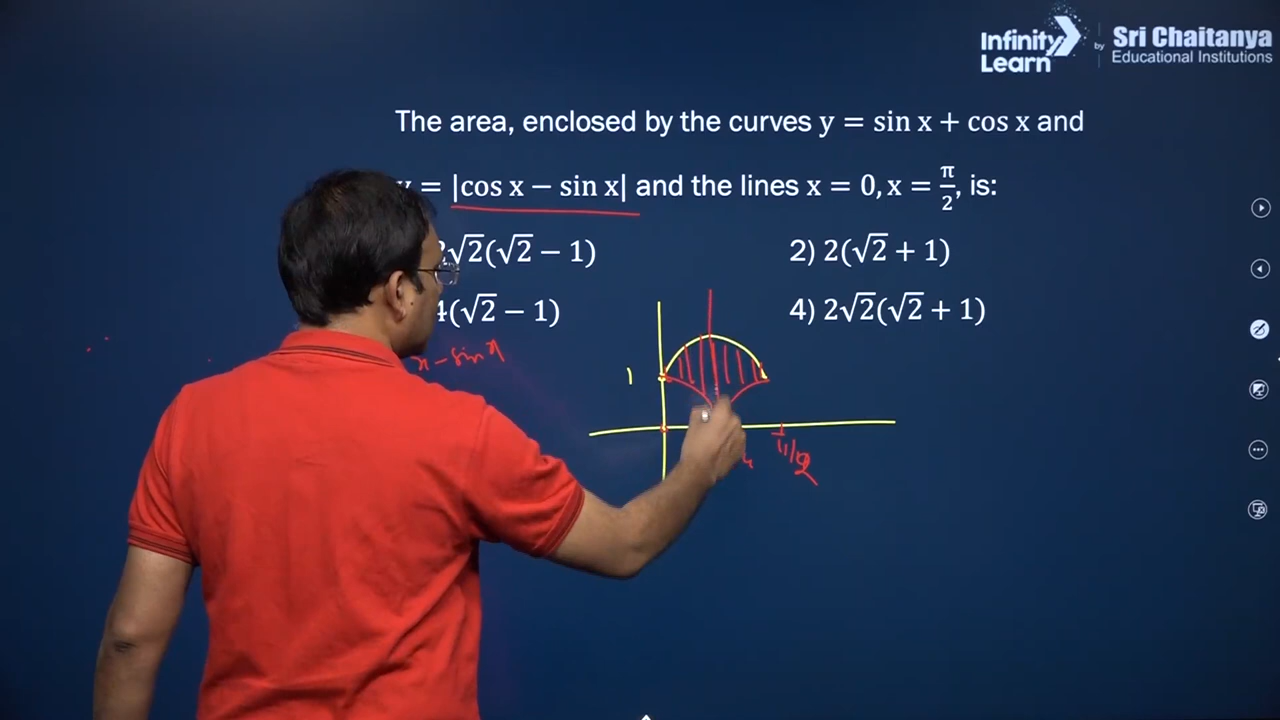 Infinity Learn by Sri Chaitanya Educational Institutions
The area, enclosed by the curves y = sin x + cos x and
= |cos x − sin x| and the lines x = 0, x = π/2, is:
√2(√2 − 1)
2) 2(√2 + 1)
4(√2 − 1)
4) 2√2(√2 + 1)
x − sin x
1
π/2